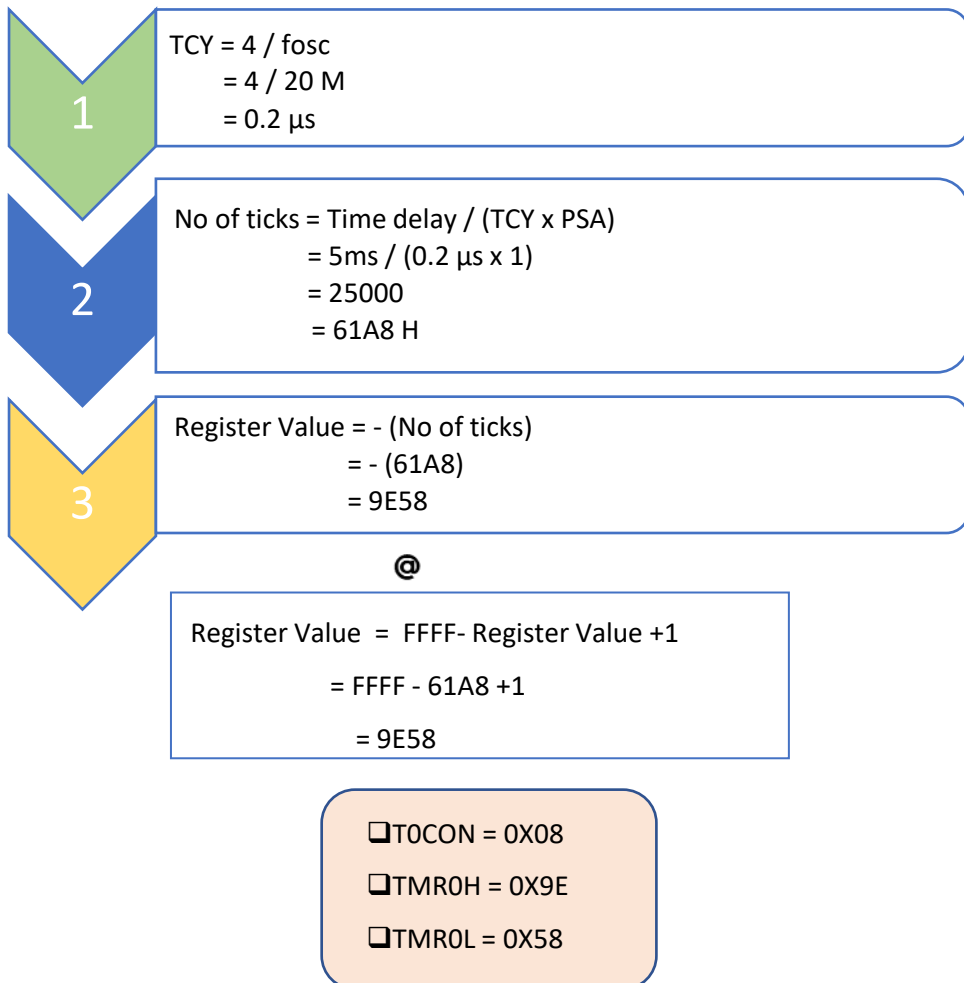 1
TCY = 4 / fosc
= 4 / 20 M
= 0.2 µs
2
No of ticks = Time delay / (TCY x PSA)
= 5ms / (0.2 µs x 1)
= 25000
= 61A8 H
3
Register Value = - (No of ticks)
= - (61A8)
= 9E58
@
Register Value = FFFF- Register Value +1
= FFFF - 61A8 +1
= 9E58
❑T0CON = 0X08
❑TMR0H = 0X9E
❑TMR0L = 0X58